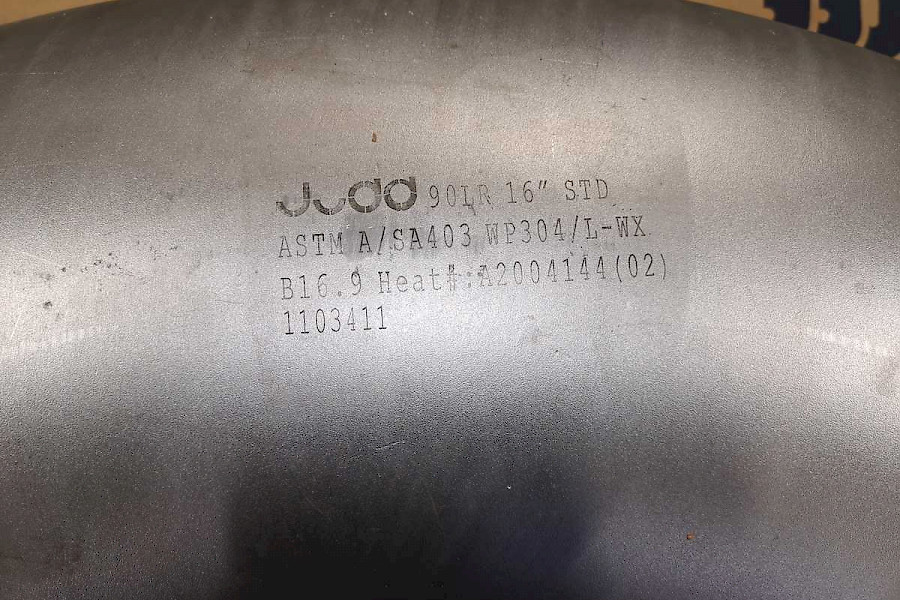 Judd 90LR 16" STD
ASTM A/SA403 WP304/L-WX
B16.9 Heat#:A2004144(02)
1103411